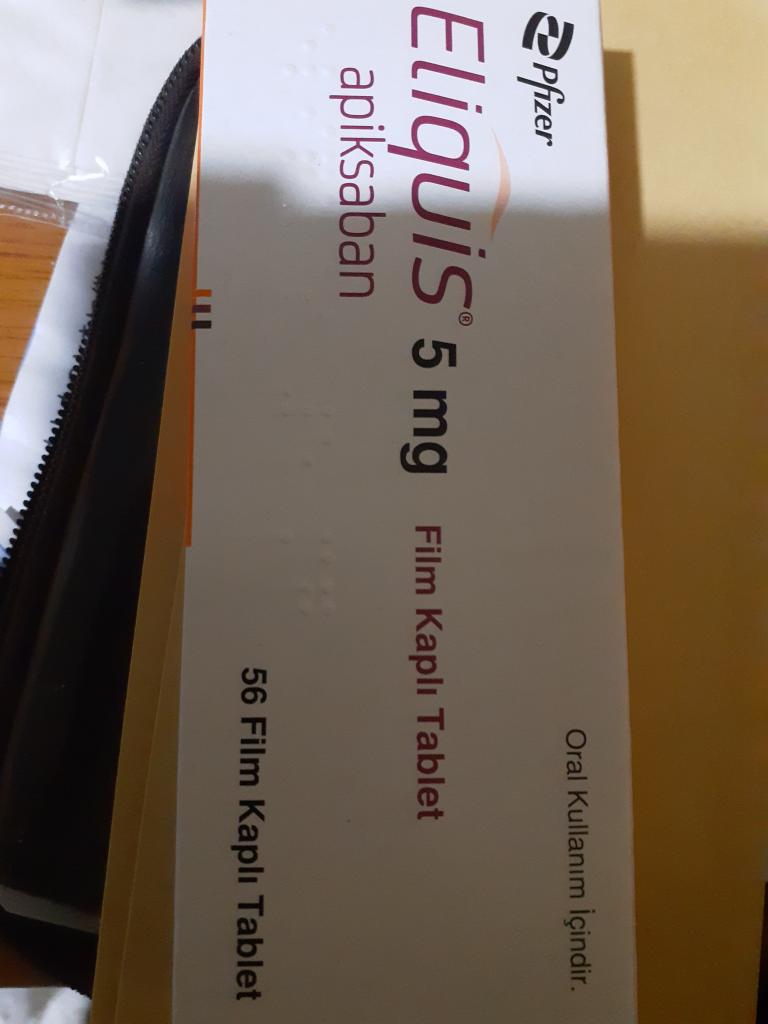 Pfizer
Eliquis® 5 mg Film Kaplı Tablet
apiksaban
Oral Kullanım İçindir.
56 Film Kaplı Tablet